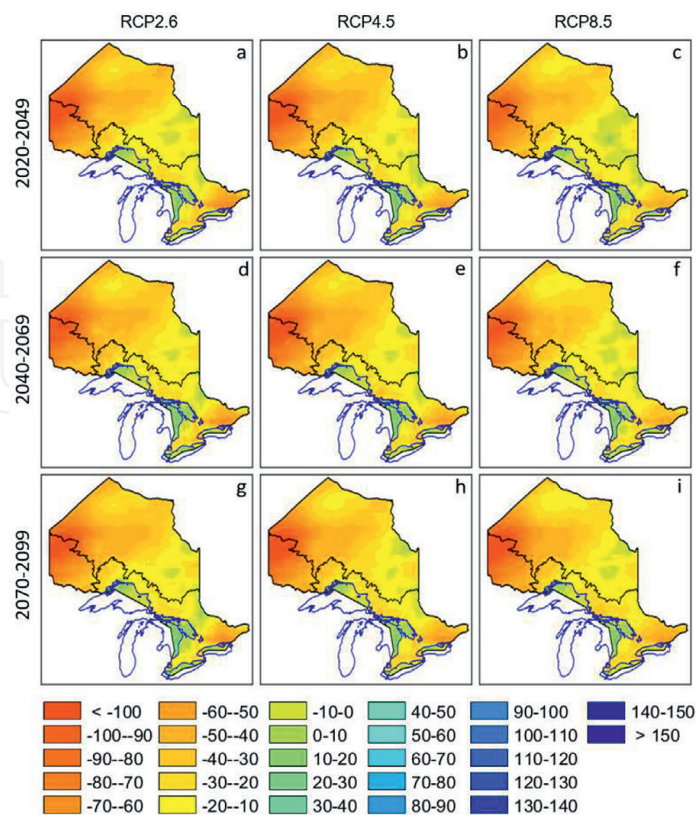 RCP2.6 RCP4.5 RCP8.5
2020-2049
a b c
2040-2069
d e f
2070-2099
g h i
< -100 -60--50 -10-0 40-50 90-100 140-150
-100--90 -50--40 0-10 50-60 100-110 > 150
-90--80 -40--30 10-20 60-70 110-120
-80--70 -30--20 20-30 70-80 120-130
-70--60 -20--10 30-40 80-90 130-140